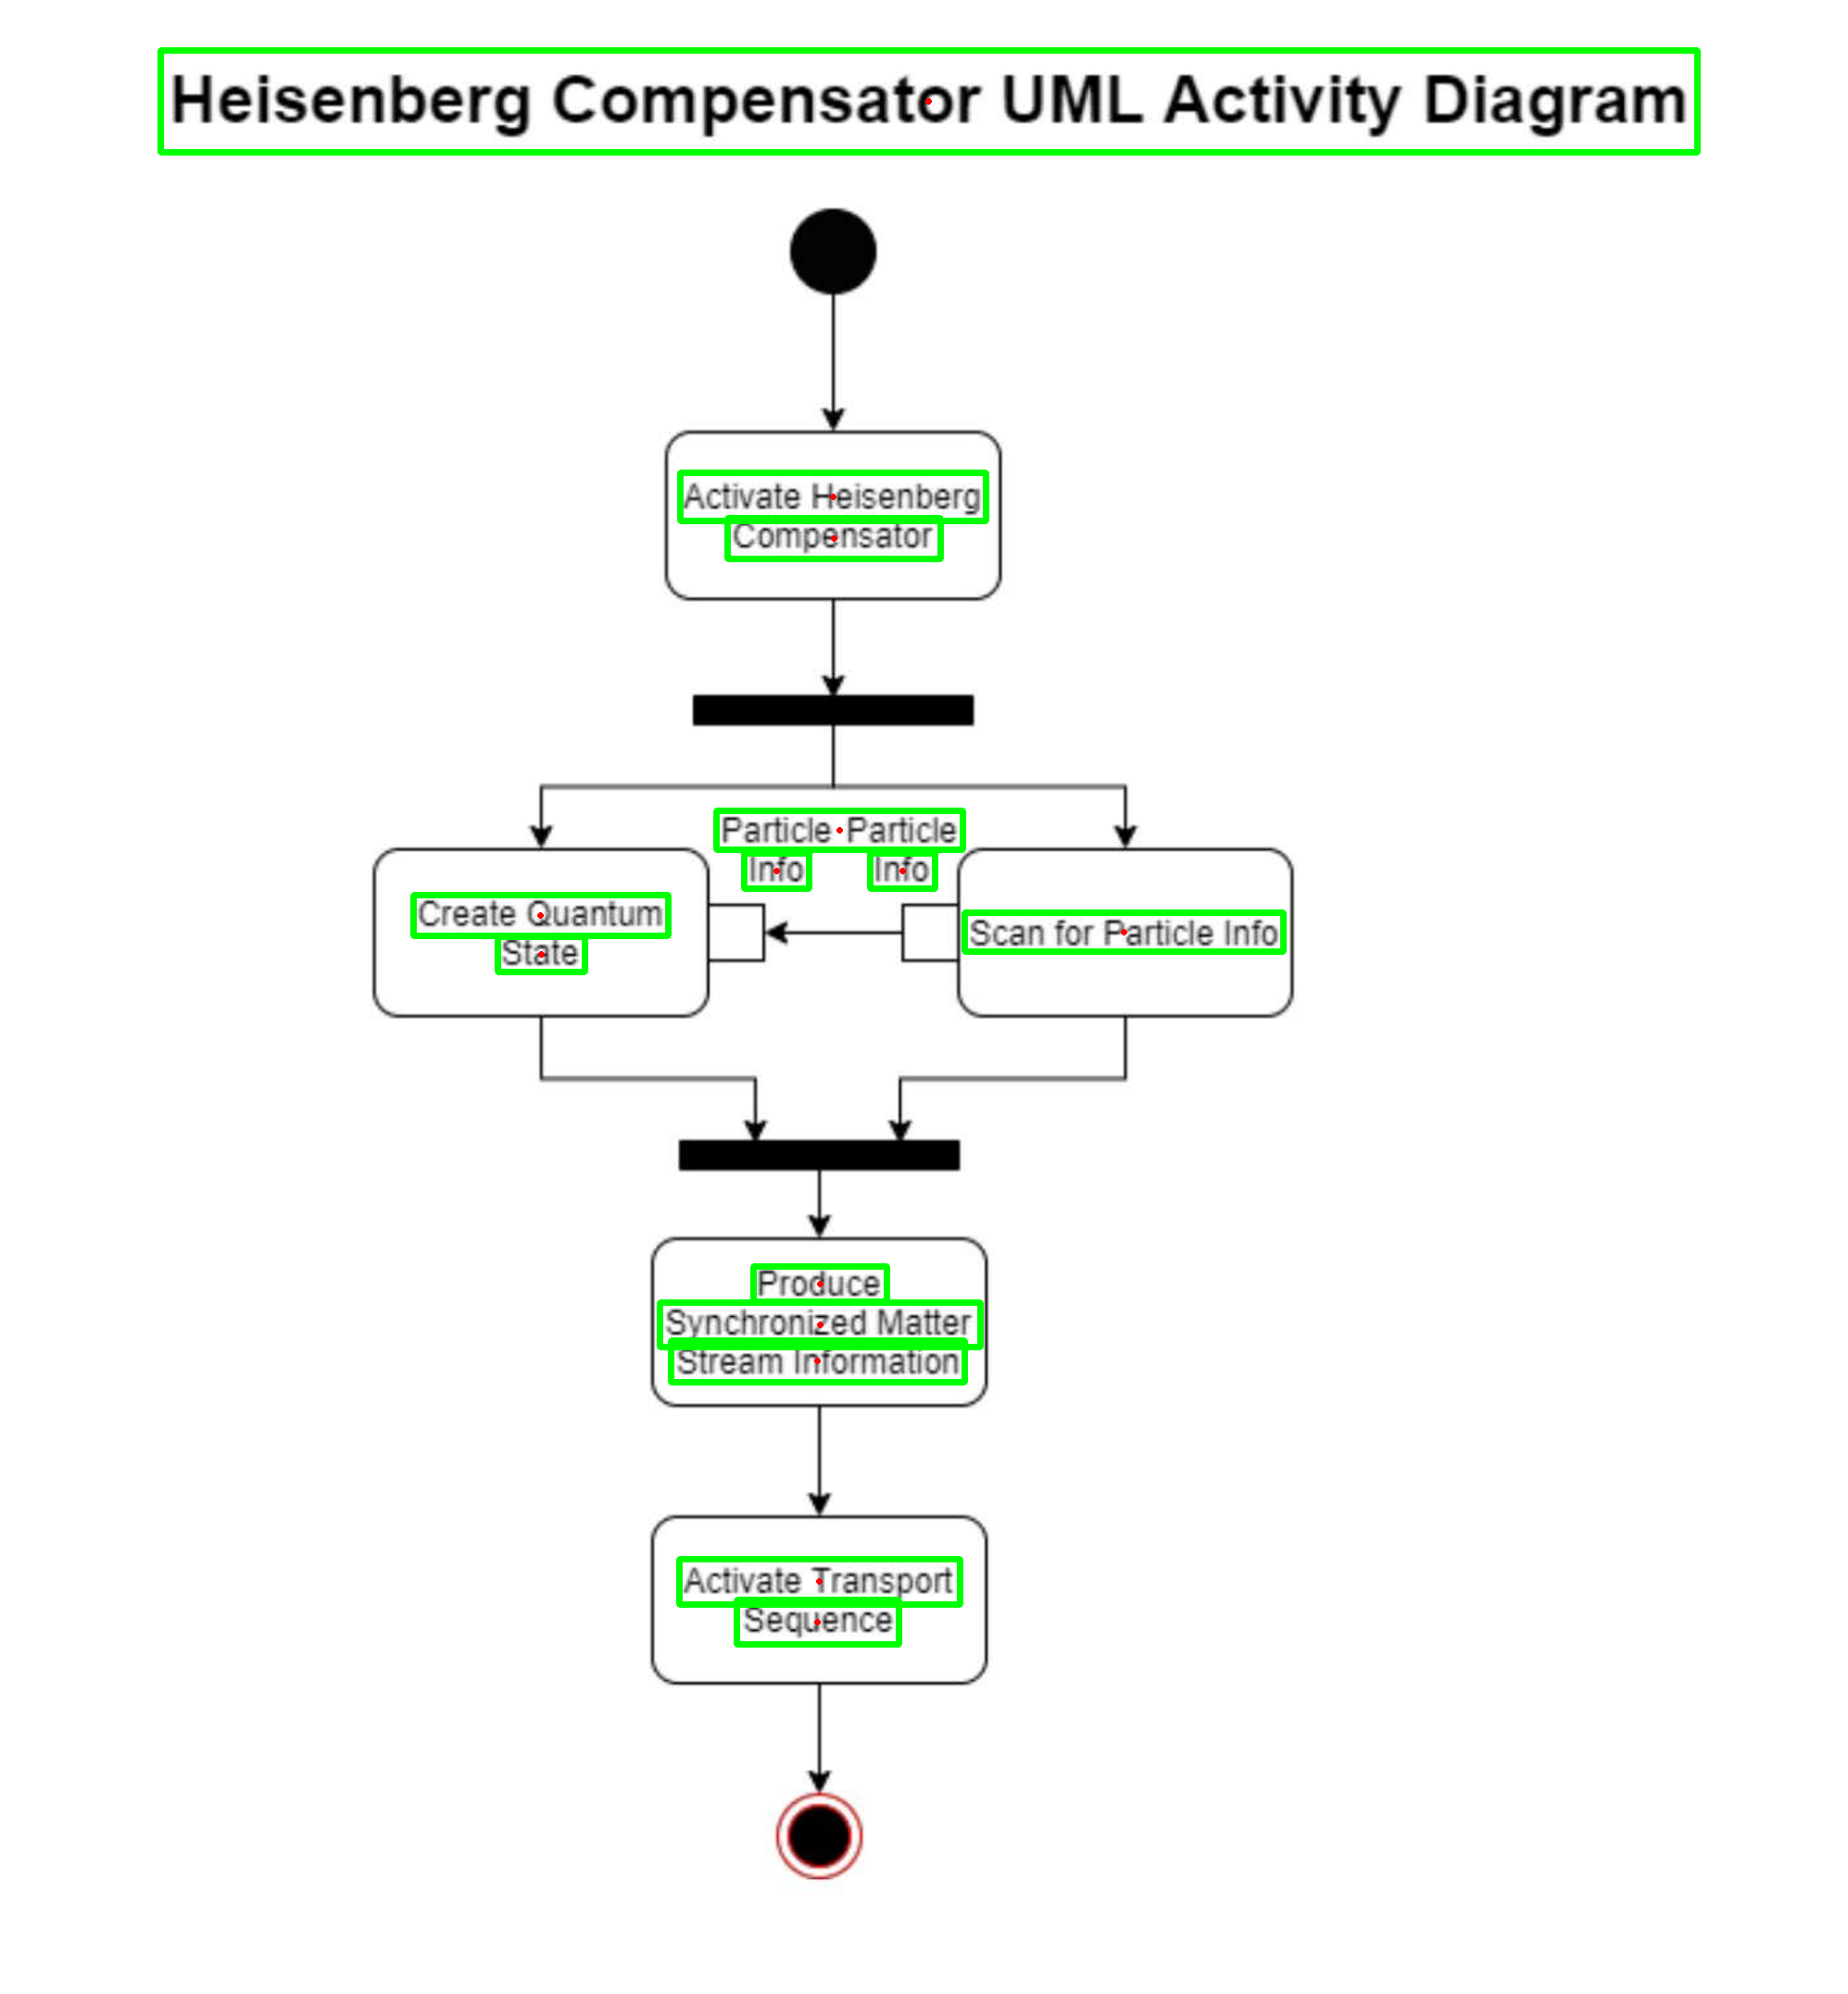 Heisenberg Compensator UML Activity Diagram
Activate Heisenberg
Compensator
Particle Particle
Info Info
Create Quantum
State
Scan for Particle Info
Produce
Synchronized Matter
Stream Information
Activate Transport
Sequence